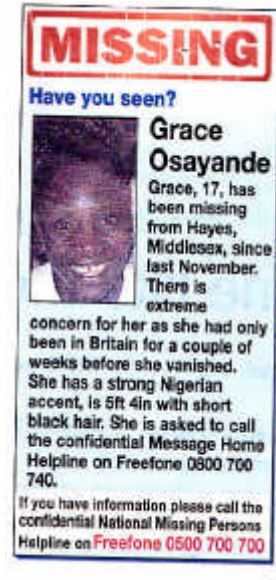 MISSING
Have you seen?
Grace
Osayande
Grace, 17, has
been missing
from Hayes,
Middlesex, since
last November.
There is
extreme
concern for her as she had only
been in Britain for a couple of
weeks before she vanished.
She has a strong Nigerian
accent, is 5ft 4in with short
black hair. She is asked to call
the confidential Message Home
Helpline on Freefone 0800 700
740.
If you have information please call the
confidential National Missing Persons
Helpline on Freefone 0500 700 700